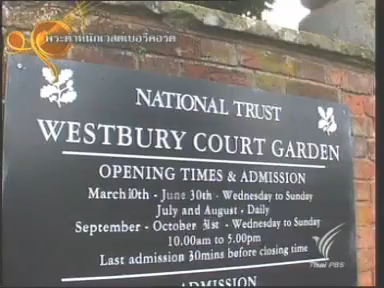 พระตำหนักเวสต์เบอรีคอร์ต
NATIONAL TRUST
WESTBURY COURT GARDEN
OPENING TIMES & ADMISSION
March 10th - June 30th - Wednesday to Sunday
July and August - Daily
September - October 31st - Wednesday to Sunday
10.00am to 5.00pm
Last admission 30mins before closing time
ADMISSION
Thai PBS